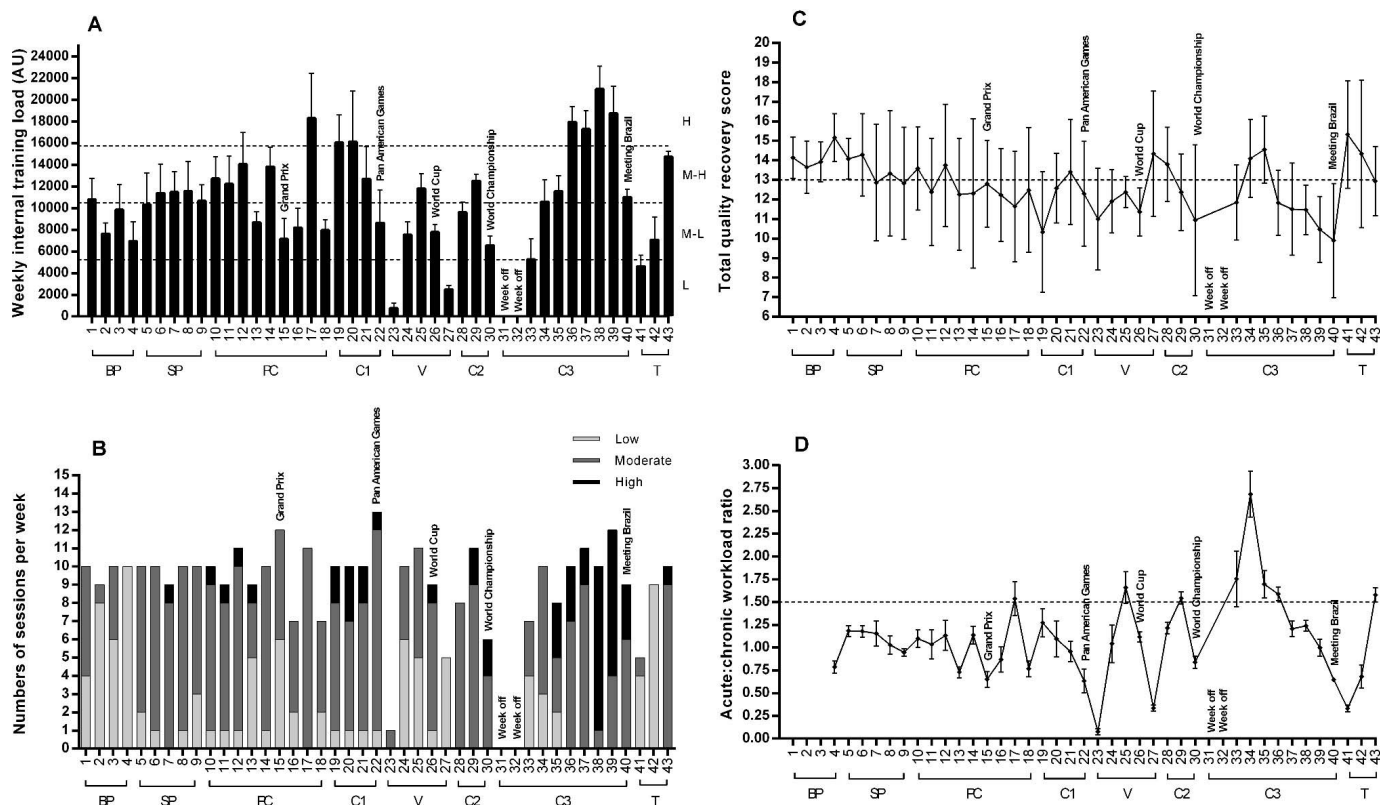 A
Weekly internal training load (AU)
24000
22000
20000
18000
16000
14000
12000
10000
8000
6000
4000
2000
0
Grand Prix
Pan American Games
World Cup
World Championship
Week off
Week off
Meeting Brazil
H
M-H
M-L
L
1 2 3 4 5 6 7 8 9 10 11 12 13 14 15 16 17 18 19 20 21 22 23 24 25 26 27 28 29 30 31 32 33 34 35 36 37 38 39 40 41 42 43
BP SP PC C1 V C2 C3 T
C
Total quality recovery score
20
19
18
17
16
15
14
13
12
11
10
9
8
7
6
Grand Prix
Pan American Games
World Cup
World Championship
Week off
Week off
Meeting Brazil
1 2 3 4 5 6 7 8 9 10 11 12 13 14 15 16 17 18 19 20 21 22 23 24 25 26 27 28 29 30 31 32 33 34 35 36 37 38 39 40 41 42 43
BP SP PC C1 V C2 C3 T
B
Low
Moderate
High
Numbers of sessions per week
15
14
13
12
11
10
9
8
7
6
5
4
3
2
1
0
Grand Prix
Pan American Games
World Cup
World Championship
Week off
Week off
Meeting Brazil
1 2 3 4 5 6 7 8 9 10 11 12 13 14 15 16 17 18 19 20 21 22 23 24 25 26 27 28 29 30 31 32 33 34 35 36 37 38 39 40 41 42 43
BP SP PC C1 V C2 C3 T
D
Acute:chronic workload ratio
3.00
2.75
2.50
2.25
2.00
1.75
1.50
1.25
1.00
0.75
0.50
0.25
0.00
Grand Prix
Pan American Games
World Cup
World Championship
Week off
Week off
Meeting Brazil
1 2 3 4 5 6 7 8 9 10 11 12 13 14 15 16 17 18 19 20 21 22 23 24 25 26 27 28 29 30 31 32 33 34 35 36 37 38 39 40 41 42 43
BP SP PC C1 V C2 C3 T